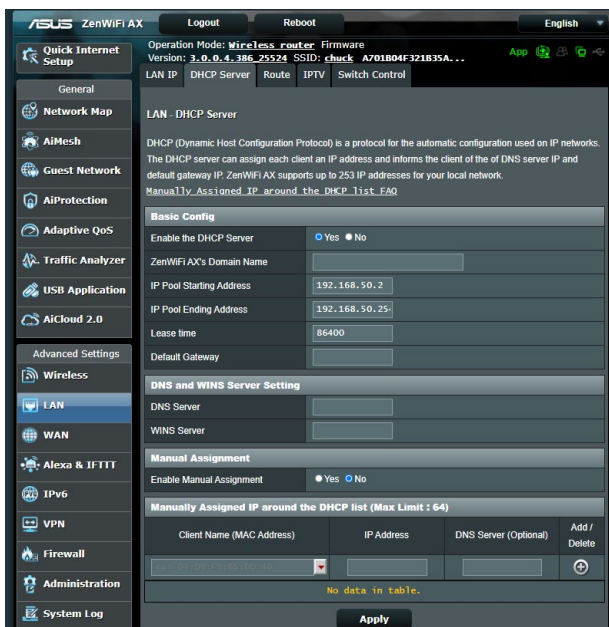 ASUS ZenWiFi AX Logout Reboot English
Quick Internet Setup
General
Network Map
AiMesh
Guest Network
AiProtection
Adaptive QoS
Traffic Analyzer
USB Application
AiCloud 2.0
Advanced Settings
Wireless
LAN
WAN
Alexa & IFTTT
IPv6
VPN
Firewall
Administration
System Log
Operation Mode: Wireless router Firmware
Version: 3.0.0.4.386_25524 SSID: chuck A701B04F321B35A...
App
LAN IP DHCP Server Route IPTV Switch Control
LAN - DHCP Server
DHCP (Dynamic Host Configuration Protocol) is a protocol for the automatic configuration used on IP networks.
The DHCP server can assign each client an IP address and informs the client of the of DNS server IP and
default gateway IP. ZenWiFi AX supports up to 253 IP addresses for your local network.
Manually Assigned IP around the DHCP list FAQ
Basic Config
Enable the DHCP Server Yes No
ZenWiFi AX's Domain Name
IP Pool Starting Address 192.168.50.2
IP Pool Ending Address 192.168.50.25
Lease time 86400
Default Gateway
DNS and WINS Server Setting
DNS Server
WINS Server
Manual Assignment
Enable Manual Assignment Yes No
Manually Assigned IP around the DHCP list (Max Limit : 64)
Client Name (MAC Address) IP Address DNS Server (Optional) Add / Delete
No data in table.
Apply